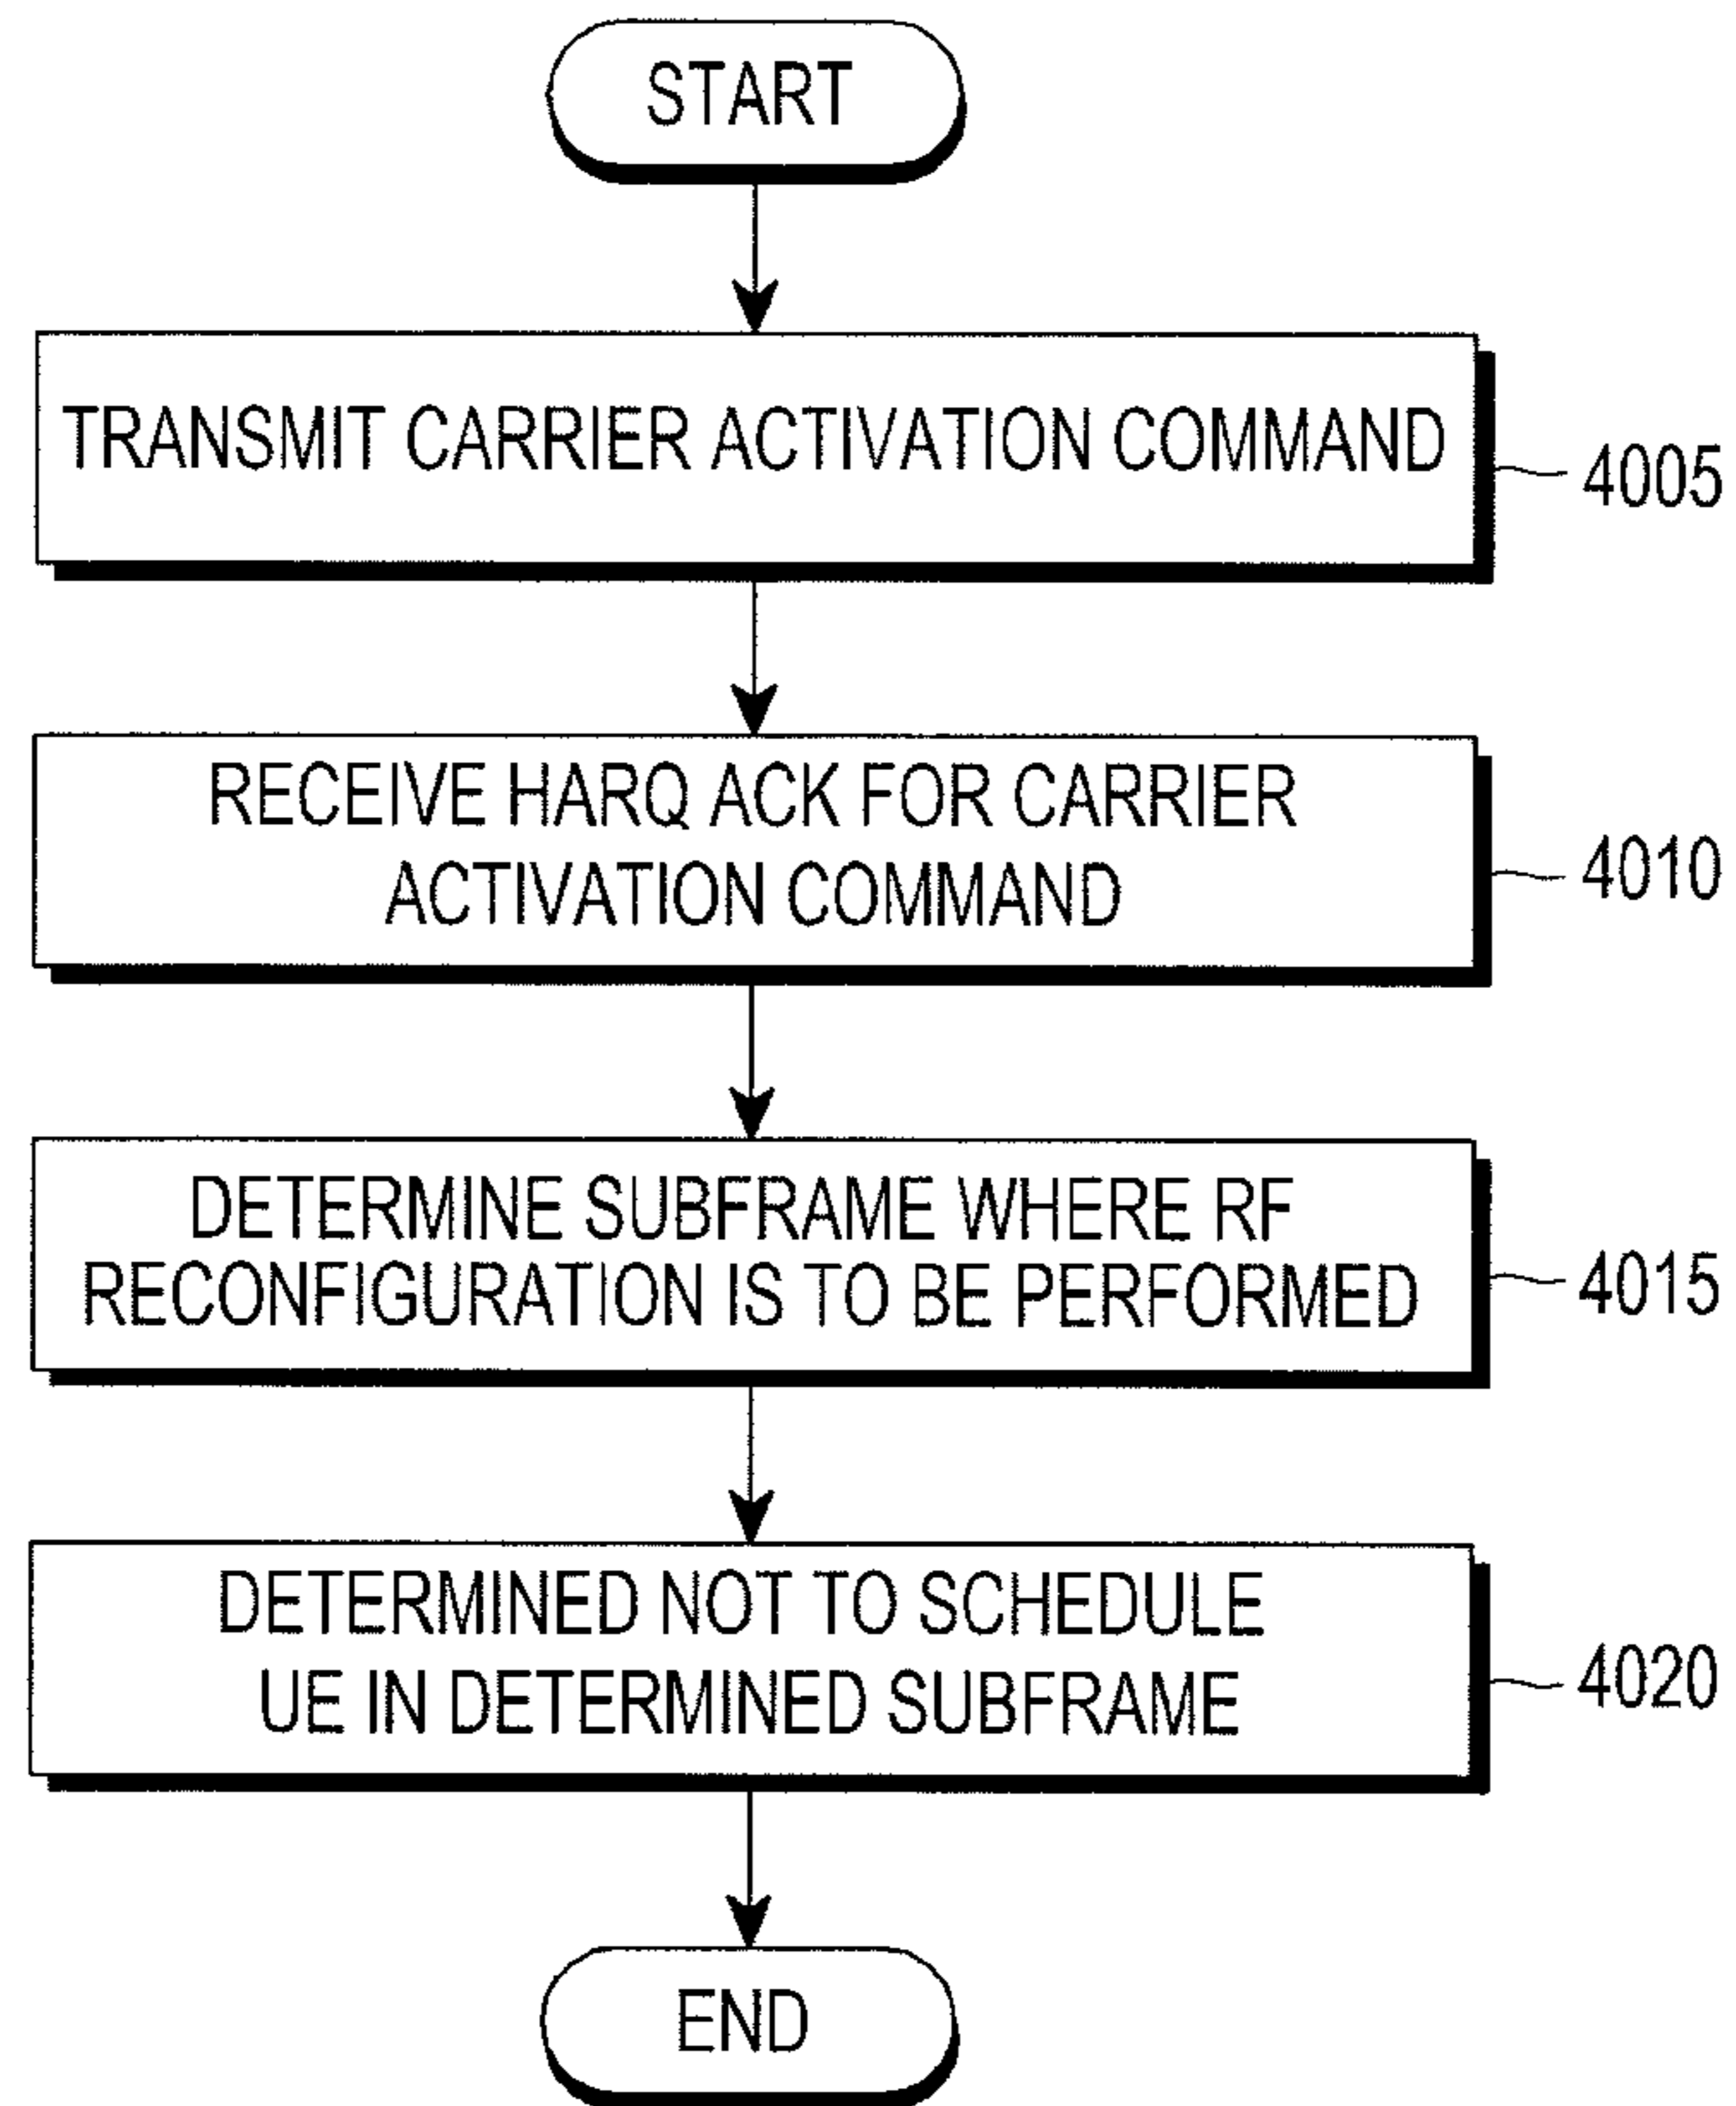 START
TRANSMIT CARRIER ACTIVATION COMMAND
4005
RECEIVE HARQ ACK FOR CARRIER
ACTIVATION COMMAND
4010
DETERMINE SUBFRAME WHERE RF
RECONFIGURATION IS TO BE PERFORMED
4015
DETERMINED NOT TO SCHEDULE
UE IN DETERMINED SUBFRAME
4020
END